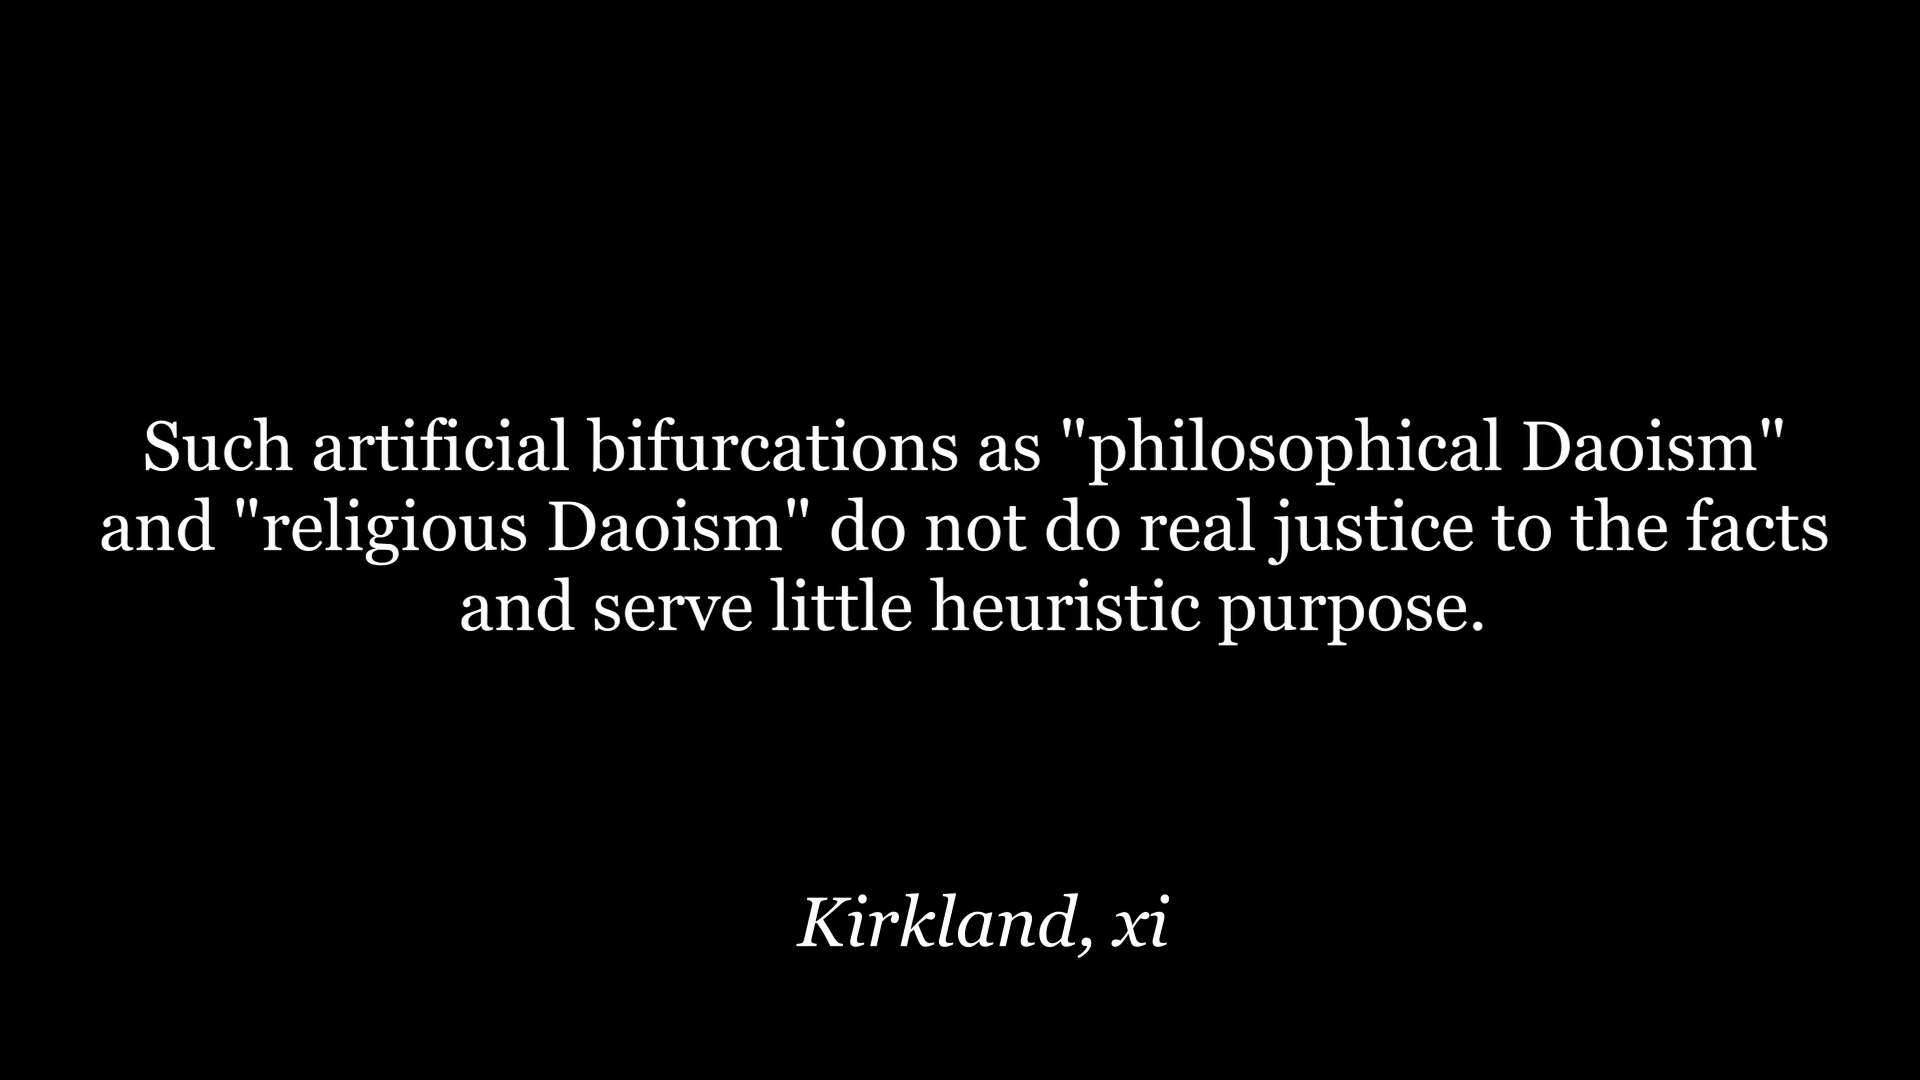 Such artificial bifurcations as "philosophical Daoism"
and "religious Daoism" do not do real justice to the facts
and serve little heuristic purpose.
Kirkland, xi